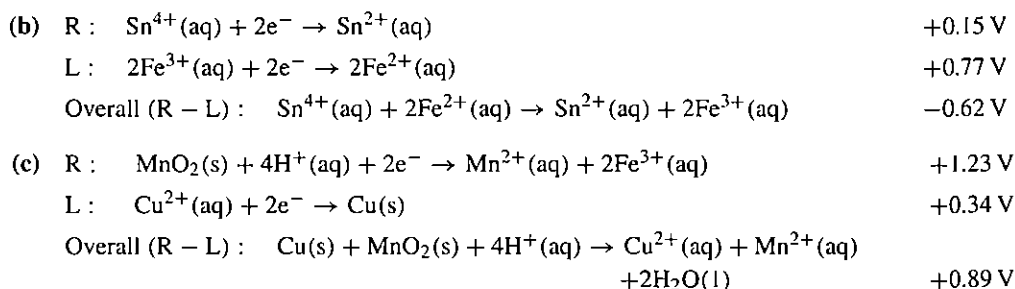 (b) R : Sn⁴⁺(aq) + 2e⁻ → Sn²⁺(aq) +0.15 V
L : 2Fe³⁺(aq) + 2e⁻ → 2Fe²⁺(aq) +0.77 V
Overall (R − L) : Sn⁴⁺(aq) + 2Fe²⁺(aq) → Sn²⁺(aq) + 2Fe³⁺(aq) −0.62 V
(c) R : MnO₂(s) + 4H⁺(aq) + 2e⁻ → Mn²⁺(aq) + 2Fe³⁺(aq) +1.23 V
L : Cu²⁺(aq) + 2e⁻ → Cu(s) +0.34 V
Overall (R − L) : Cu(s) + MnO₂(s) + 4H⁺(aq) → Cu²⁺(aq) + Mn²⁺(aq)
+2H₂O(l) +0.89 V